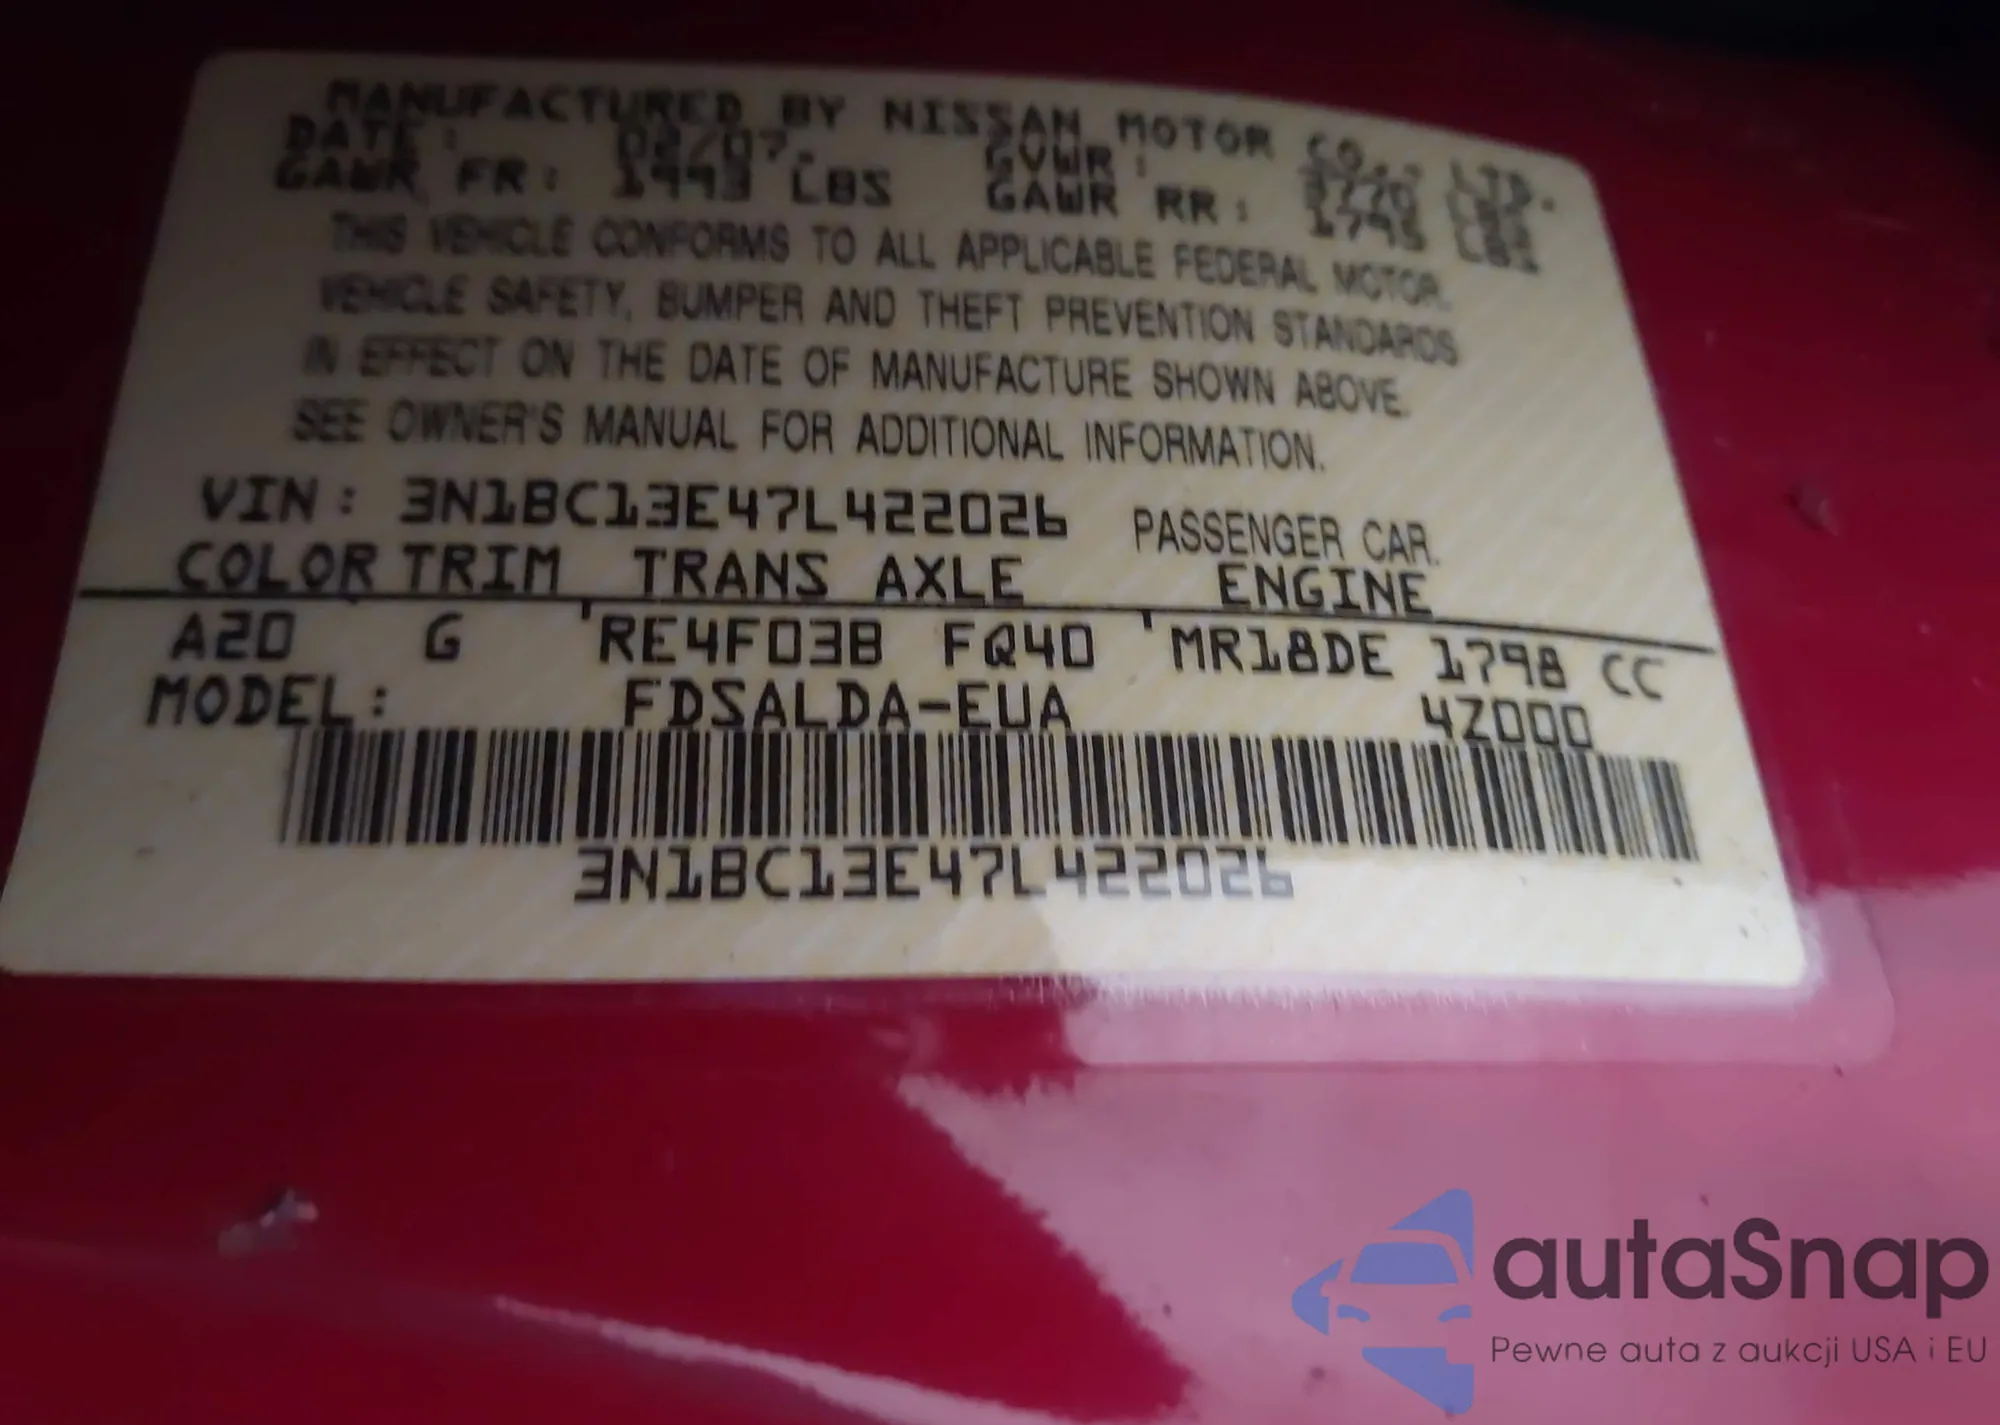 MANUFACTURED BY NISSAN MOTOR CO., LTD.
DATE: 02/07. GVWR: 3770 LBS
GAWR FR: 1993 LBS GAWR RR: 1795 LBS
THIS VEHICLE CONFORMS TO ALL APPLICABLE FEDERAL MOTOR
VEHICLE SAFETY, BUMPER AND THEFT PREVENTION STANDARDS
IN EFFECT ON THE DATE OF MANUFACTURE SHOWN ABOVE.
SEE OWNER'S MANUAL FOR ADDITIONAL INFORMATION.
VIN: 3N1BC13E47L422026 PASSENGER CAR.
COLOR TRIM TRANS AXLE ENGINE
A20 G RE4F03B FQ40 MR18DE 1798 CC
MODEL: FDSALDA-EUA 4Z000
3N1BC13E47L422026
autaSnap
Pewne auta z aukcji USA i EU